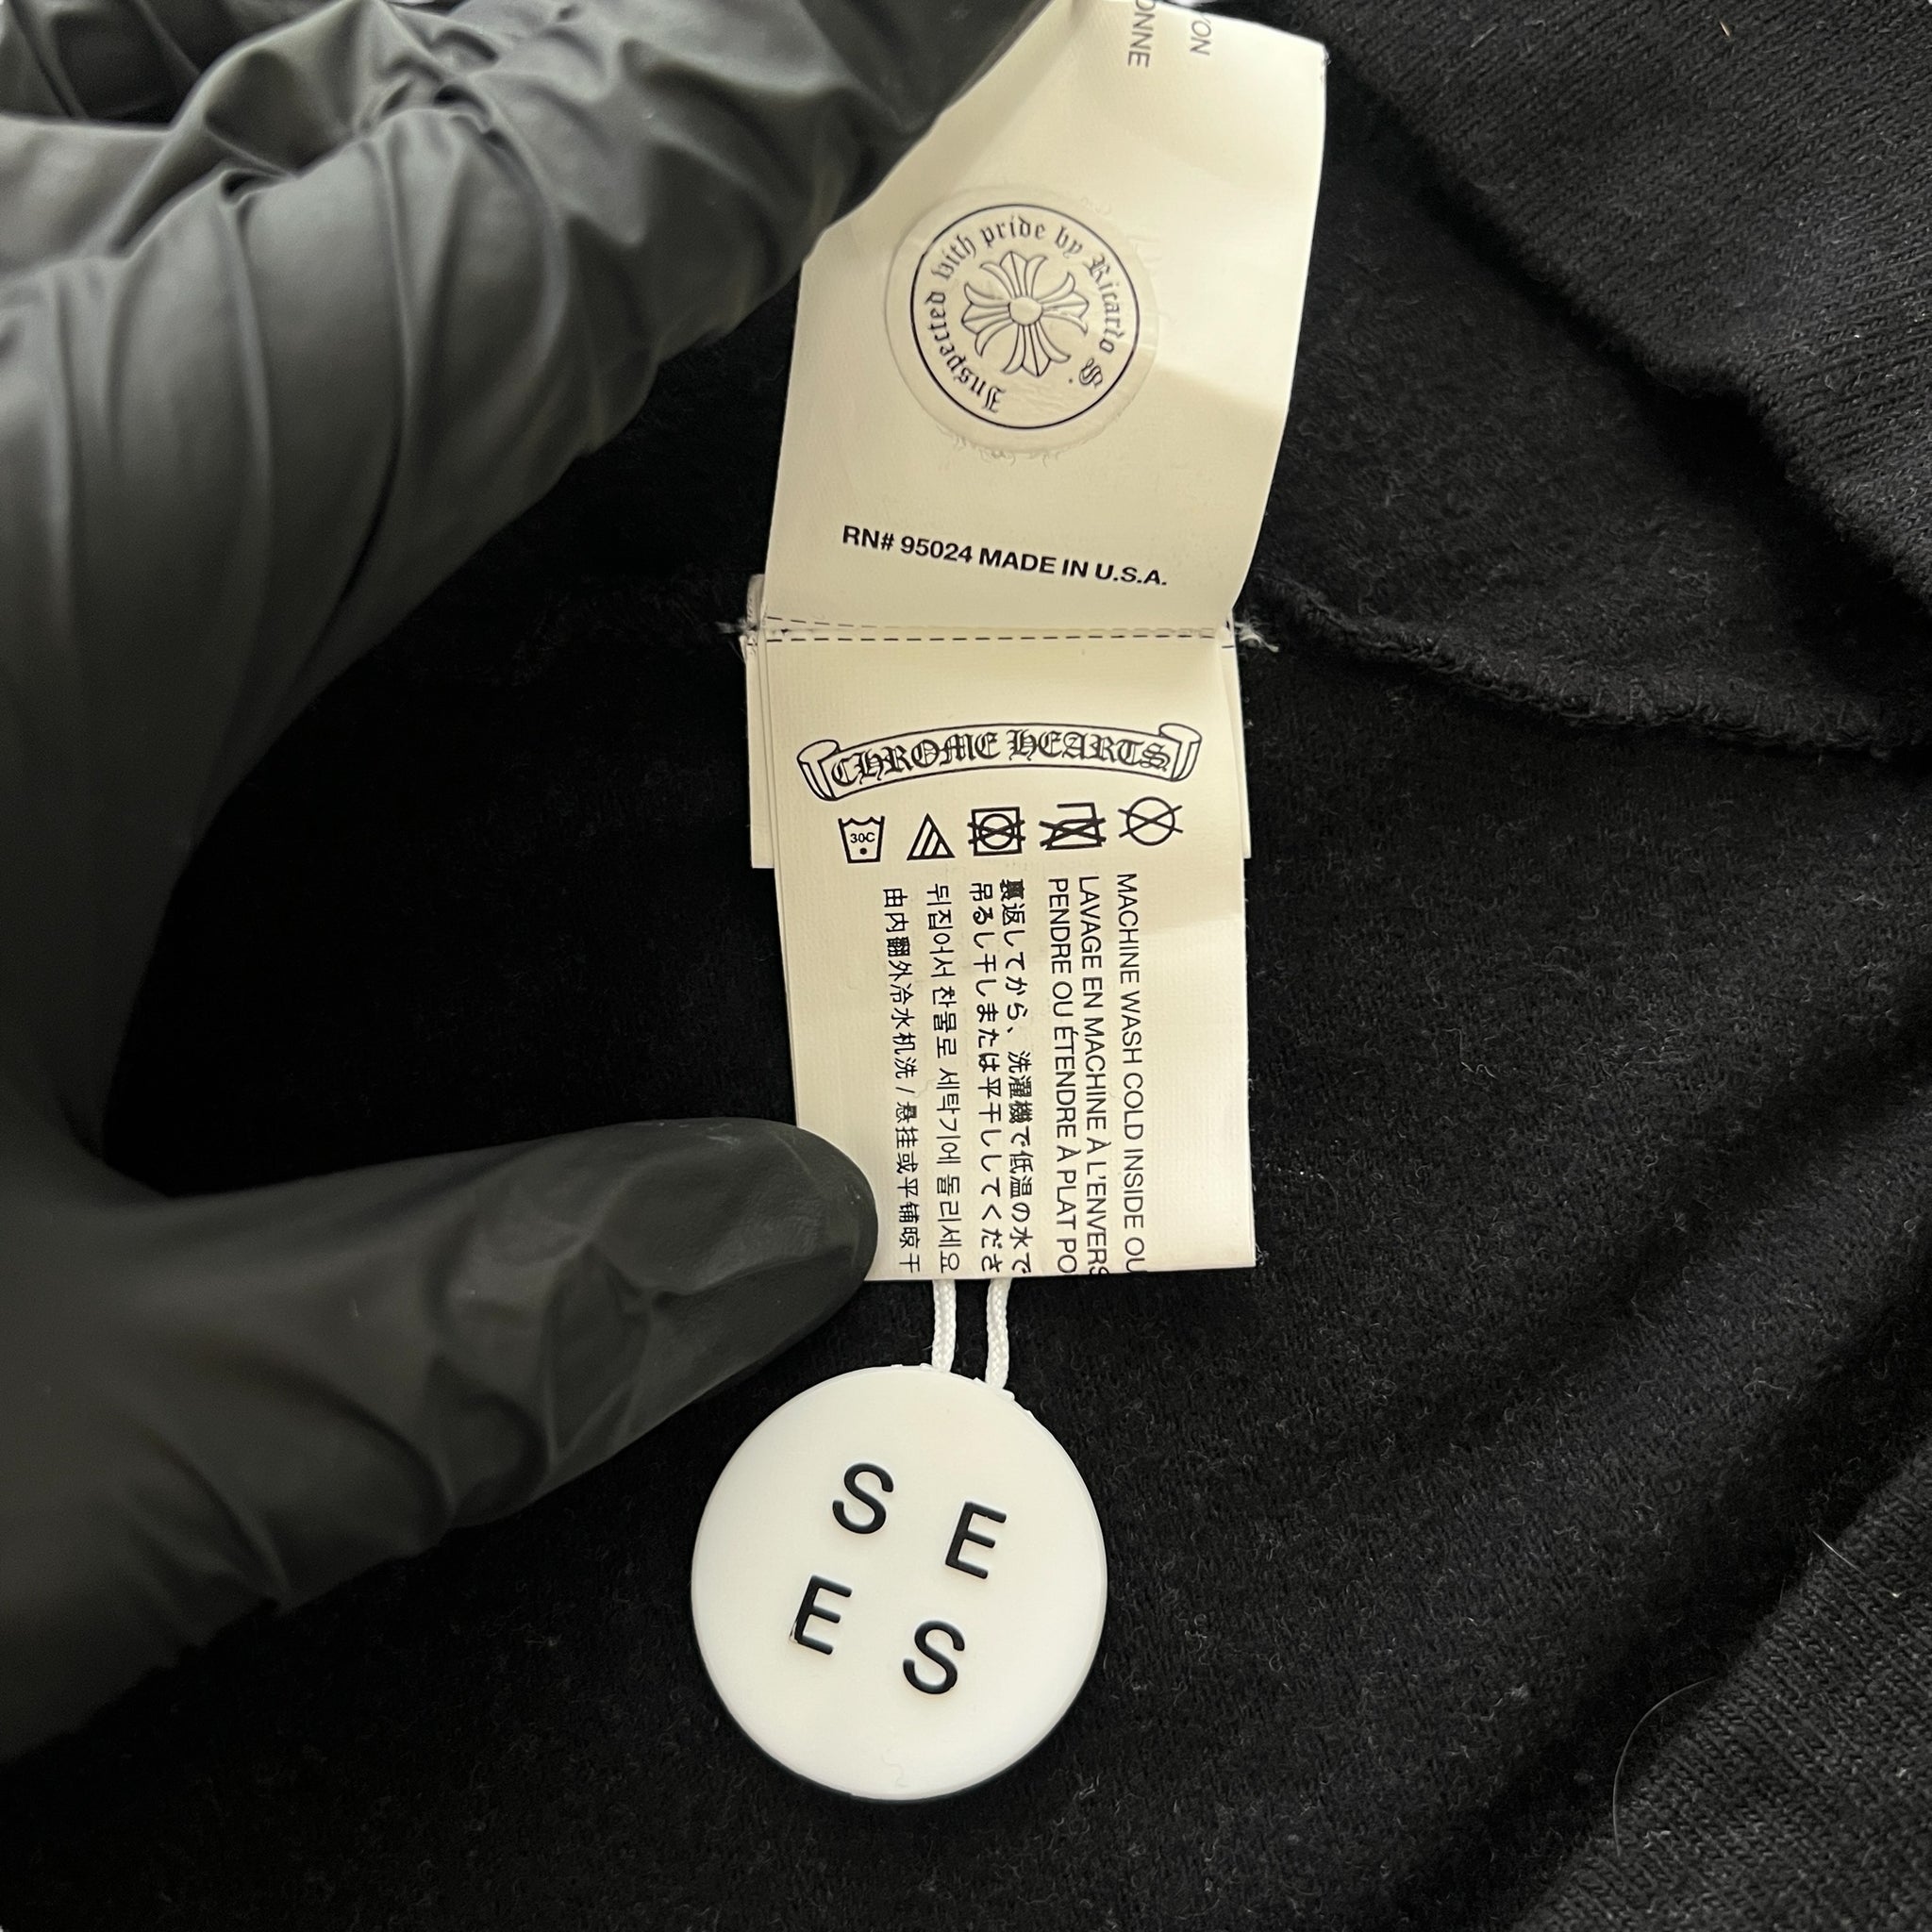 YON
ONNE
Inspected with pride by Ricardo S.
RN# 95024 MADE IN U.S.A.
CHROME HEARTS
30C
MACHINE WASH COLD INSIDE OU
LAVAGE EN MACHINE À L'ENVERS
PENDRE OU ÉTENDRE À PLAT PO
裏返してから、洗濯機で低温の水で
吊るし干しまたは平干ししてくださ
뒤집어서 찬물로 세탁기에 돌리세요
由内翻外冷水机洗 / 悬挂或平铺晾干
S E
E S